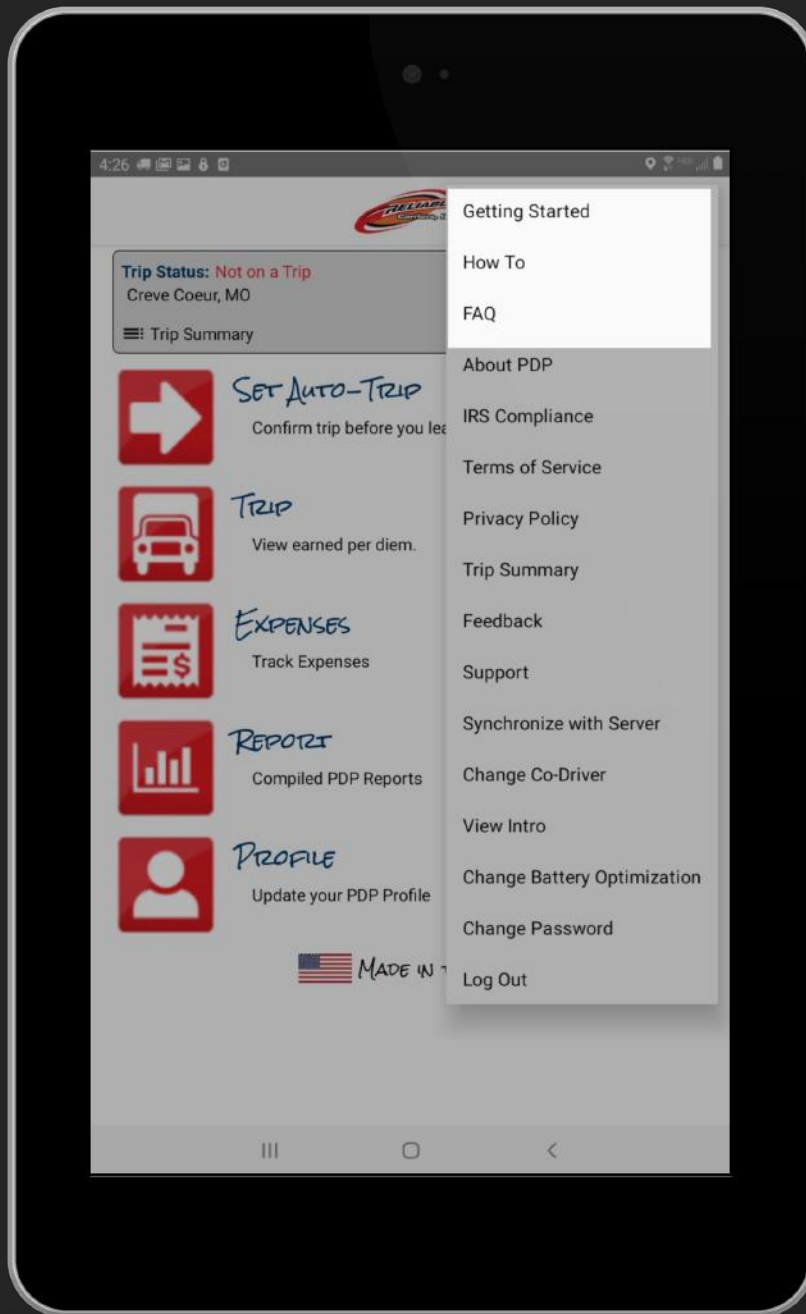 4:26
RELIABLE
Trip Status: Not on a Trip
Creve Coeur, MO
Trip Summary
SET AUTO-TRIP
Confirm trip before you lea
TRIP
View earned per diem.
EXPENSES
Track Expenses
REPORT
Compiled PDP Reports
PROFILE
Update your PDP Profile
MADE IN
Getting Started
How To
FAQ
About PDP
IRS Compliance
Terms of Service
Privacy Policy
Trip Summary
Feedback
Support
Synchronize with Server
Change Co-Driver
View Intro
Change Battery Optimization
Change Password
Log Out